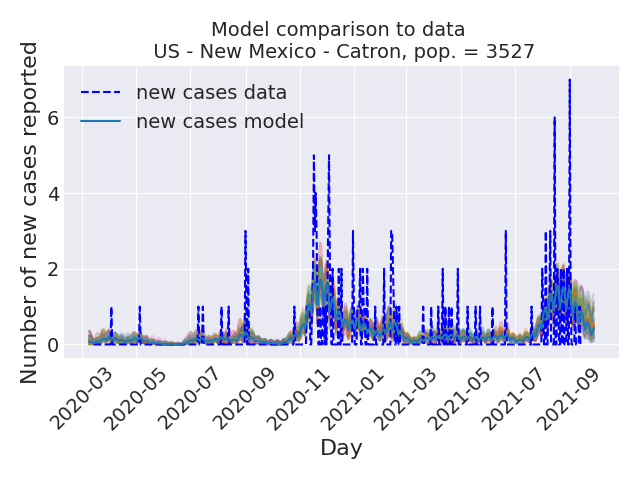 Model comparison to data
US - New Mexico - Catron, pop. = 3527
new cases data
new cases model
Number of new cases reported
6
4
2
0
2020-03
2020-05
2020-07
2020-09
2020-11
2021-01
2021-03
2021-05
2021-07
2021-09
Day